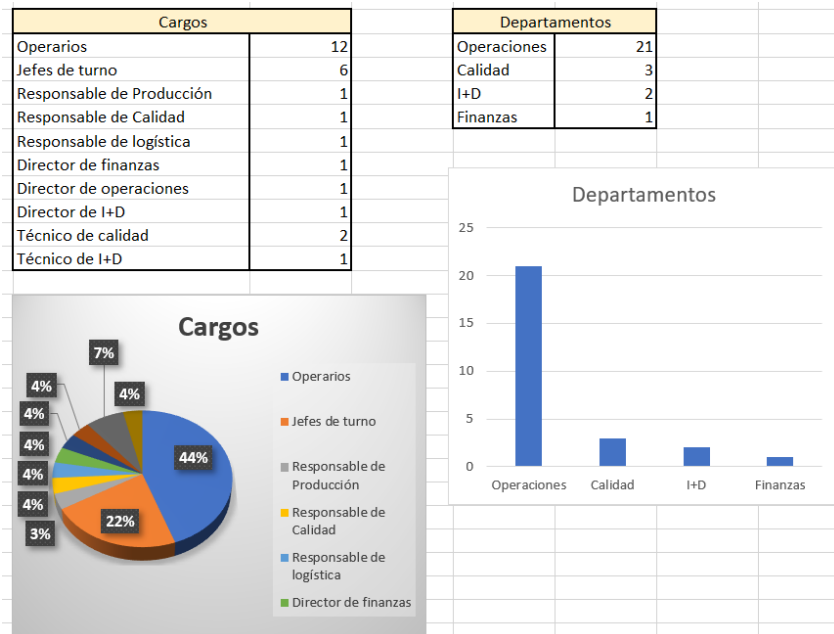 Cargos
Operarios 12
Jefes de turno 6
Responsable de Producción 1
Responsable de Calidad 1
Responsable de logística 1
Director de finanzas 1
Director de operaciones 1
Director de I+D 1
Técnico de calidad 2
Técnico de I+D 1
Departamentos
Operaciones 21
Calidad 3
I+D 2
Finanzas 1
Departamentos
25
20
15
10
5
0
Operaciones Calidad I+D Finanzas
Cargos
7%
4%
4%
4%
4%
4%
4%
3%
44%
22%
Operarios
Jefes de turno
Responsable de
Producción
Responsable de
Calidad
Responsable de
logística
Director de finanzas